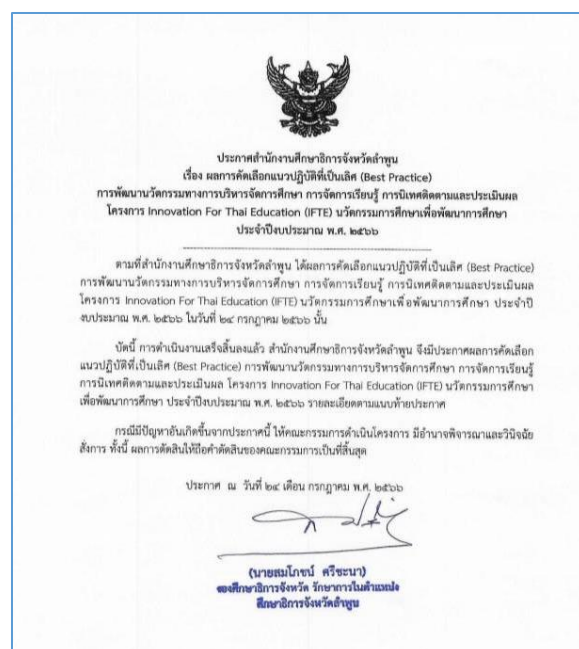 ประกาศสำนักงานศึกษาธิการจังหวัดลำพูน
เรื่อง ผลการคัดเลือกแนวปฏิบัติที่เป็นเลิศ (Best Practice)
การพัฒนานวัตกรรมทางการบริหารจัดการศึกษา การจัดการเรียนรู้ การนิเทศติดตามและประเมินผล
โครงการ Innovation For Thai Education (IFTE) นวัตกรรมการศึกษาเพื่อพัฒนาการศึกษา
ประจำปีงบประมาณ พ.ศ. ๒๕๖๖
ตามที่สำนักงานศึกษาธิการจังหวัดลำพูน ได้ผลการคัดเลือกแนวปฏิบัติที่เป็นเลิศ (Best Practice)
การพัฒนานวัตกรรมทางการบริหารจัดการศึกษา การจัดการเรียนรู้ การนิเทศติดตามและประเมินผล
โครงการ Innovation For Thai Education (IFTE) นวัตกรรมการศึกษาเพื่อพัฒนาการศึกษา ประจำปี
งบประมาณ พ.ศ. ๒๕๖๖ ในวันที่ ๒๔ กรกฎาคม ๒๕๖๖ นั้น
บัดนี้ การดำเนินงานเสร็จสิ้นลงแล้ว สำนักงานศึกษาธิการจังหวัดลำพูน จึงมีประกาศผลการคัดเลือก
แนวปฏิบัติที่เป็นเลิศ (Best Practice) การพัฒนานวัตกรรมทางการบริหารจัดการศึกษา การจัดการเรียนรู้
การนิเทศติดตามและประเมินผล โครงการ Innovation For Thai Education (IFTE) นวัตกรรมการศึกษา
เพื่อพัฒนาการศึกษา ประจำปีงบประมาณ พ.ศ. ๒๕๖๖ รายละเอียดตามแนบท้ายประกาศ
กรณีมีปัญหาอันเกิดขึ้นจากประกาศนี้ ให้คณะกรรมการดำเนินโครงการ มีอำนาจพิจารณาและวินิจฉัย
สั่งการ ทั้งนี้ ผลการตัดสินให้ถือคำตัดสินของคณะกรรมการเป็นที่สิ้นสุด
ประกาศ ณ วันที่ ๒๔ เดือน กรกฎาคม พ.ศ. ๒๕๖๖
(นายสมโภชน์ ศรีชะนา)
รองศึกษาธิการจังหวัด รักษาการในตำแหน่ง
ศึกษาธิการจังหวัดลำพูน